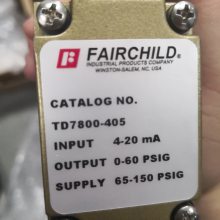 FAIRCHILD®
INDUSTRIAL PRODUCTS COMPANY
WINSTON-SALEM, NC, USA
CATALOG NO.
TD7800-405
INPUT 4-20 mA
OUTPUT 0-60 PSIG
SUPPLY 65-150 PSIG